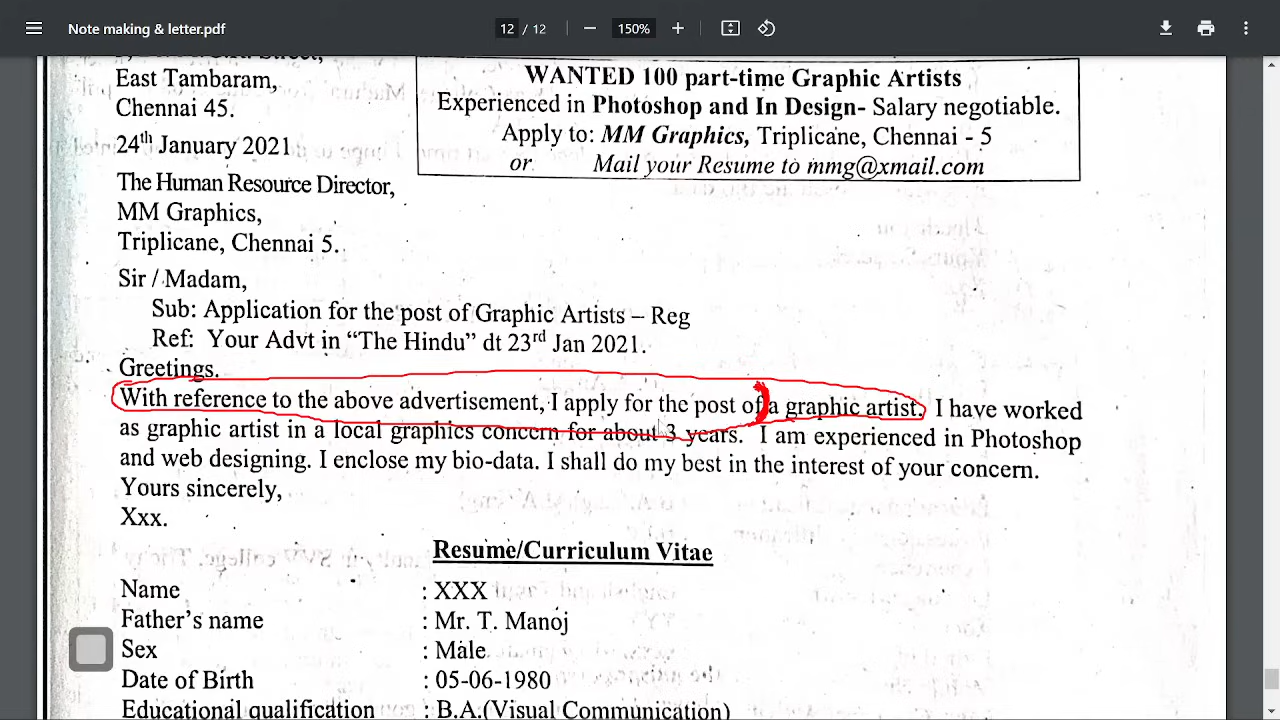 Note making & letter.pdf
12 / 12
150%
East Tambaram,
Chennai 45.
24th January 2021
WANTED 100 part-time Graphic Artists
Experienced in Photoshop and In Design- Salary negotiable.
Apply to: MM Graphics, Triplicane, Chennai - 5
or Mail your Resume to mmg@xmail.com
The Human Resource Director,
MM Graphics,
Triplicane, Chennai 5.
Sir / Madam,
Sub: Application for the post of Graphic Artists – Reg
Ref: Your Advt in “The Hindu” dt 23rd Jan 2021.
Greetings.
With reference to the above advertisement, I apply for the post of a graphic artist. I have worked
as graphic artist in a local graphics concern for about 3 years. I am experienced in Photoshop
and web designing. I enclose my bio-data. I shall do my best in the interest of your concern.
Yours sincerely,
Xxx.
Resume/Curriculum Vitae
Name : XXX
Father’s name : Mr. T. Manoj
Sex : Male
Date of Birth : 05-06-1980
Educational qualification : B.A.(Visual Communication)